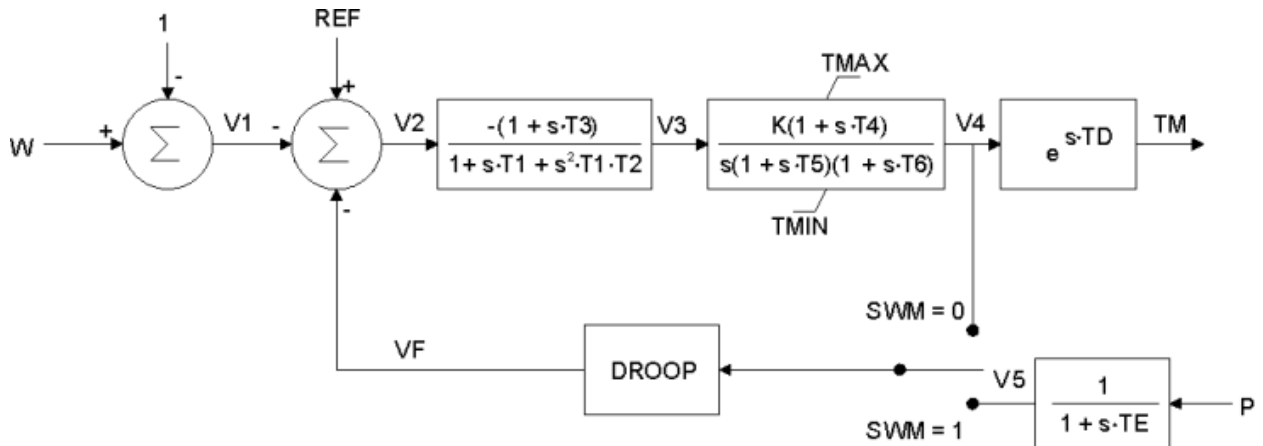 1
REF
-
+
TMAX
W
+
Σ
V1
-
Σ
V2
-(1 + s·T3)
1 + s·T1 + s²·T1·T2
V3
K(1 + s·T4)
s(1 + s·T5)(1 + s·T6)
V4
e s·TD
TM
-
TMIN
SWM = 0
VF
DROOP
V5
1
1 + s·TE
P
SWM = 1